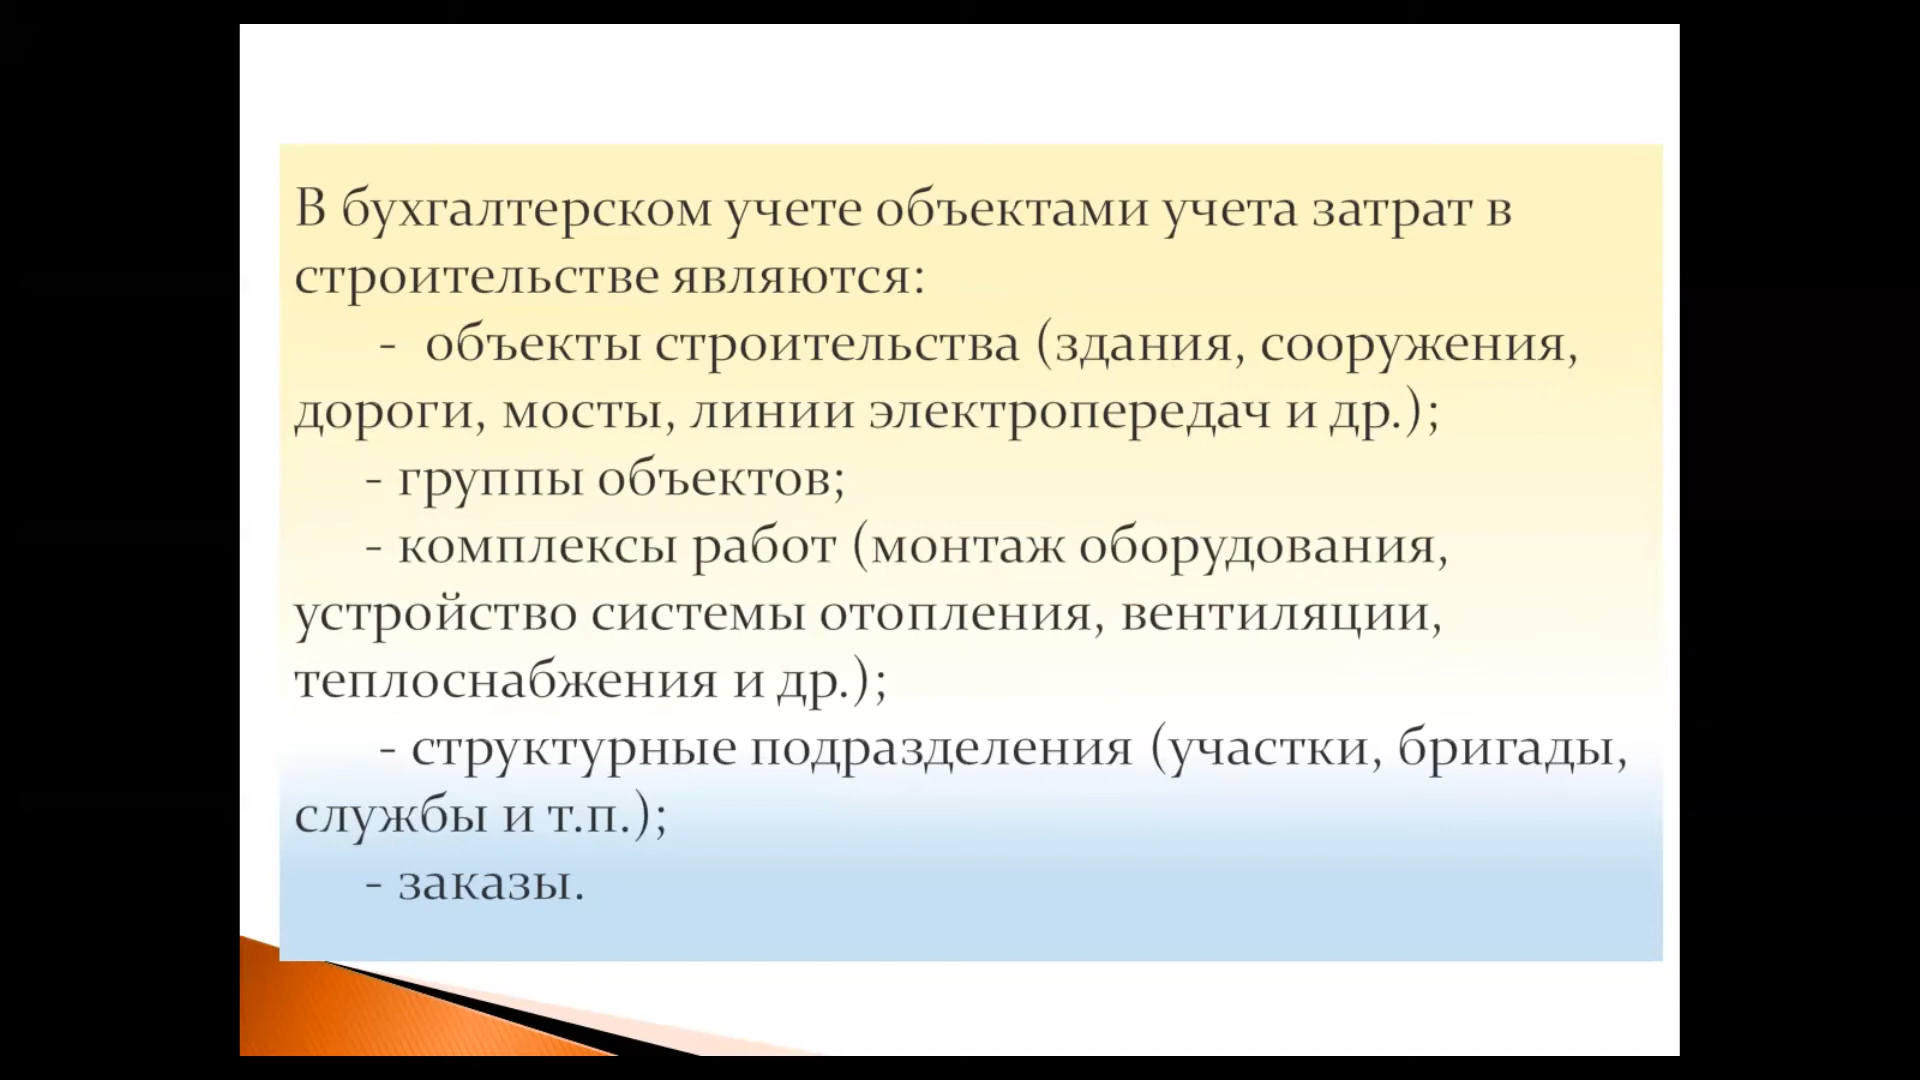 В бухгалтерском учете объектами учета затрат в
строительстве являются:
- объекты строительства (здания, сооружения,
дороги, мосты, линии электропередач и др.);
- группы объектов;
- комплексы работ (монтаж оборудования,
устройство системы отопления, вентиляции,
теплоснабжения и др.);
- структурные подразделения (участки, бригады,
службы и т.п.);
- заказы.